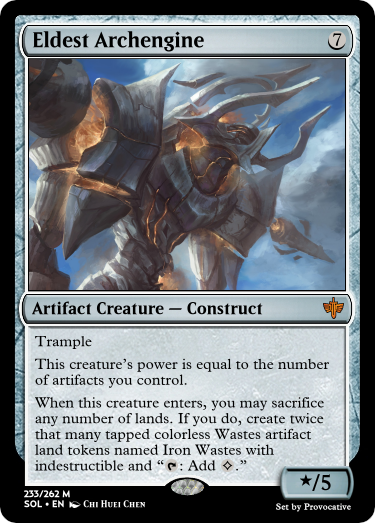 Eldest Archengine 7
Artifact Creature — Construct
Trample
This creature's power is equal to the number
of artifacts you control.
When this creature enters, you may sacrifice
any number of lands. If you do, create twice
that many tapped colorless Wastes artifact
land tokens named Iron Wastes with
indestructible and “: Add .”
★/5
233/262 M
SOL • EN Chi Huei Chen
Set by Provocative